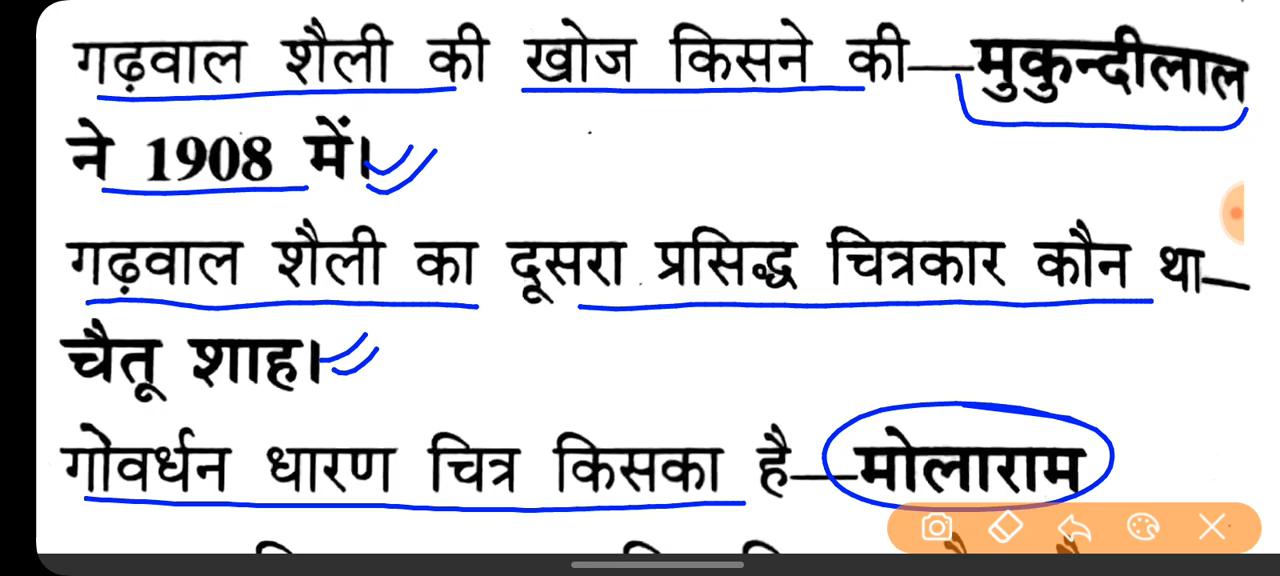 गढ़वाल शैली की खोज किसने की—मुकुन्दीलाल
ने 1908 में।
गढ़वाल शैली का दूसरा प्रसिद्ध चित्रकार कौन था—
चैतू शाह।
गोवर्धन धारण चित्र किसका है—मोलाराम